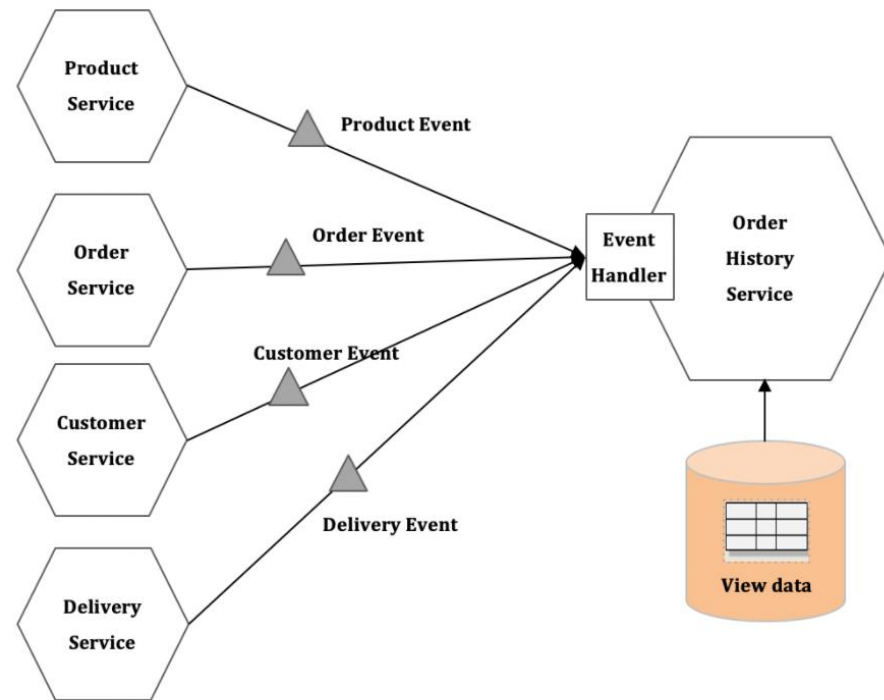 Product
Service
Product Event
Order
Service
Order Event
Customer
Service
Customer Event
Delivery
Service
Delivery Event
Event
Handler
Order
History
Service
View data